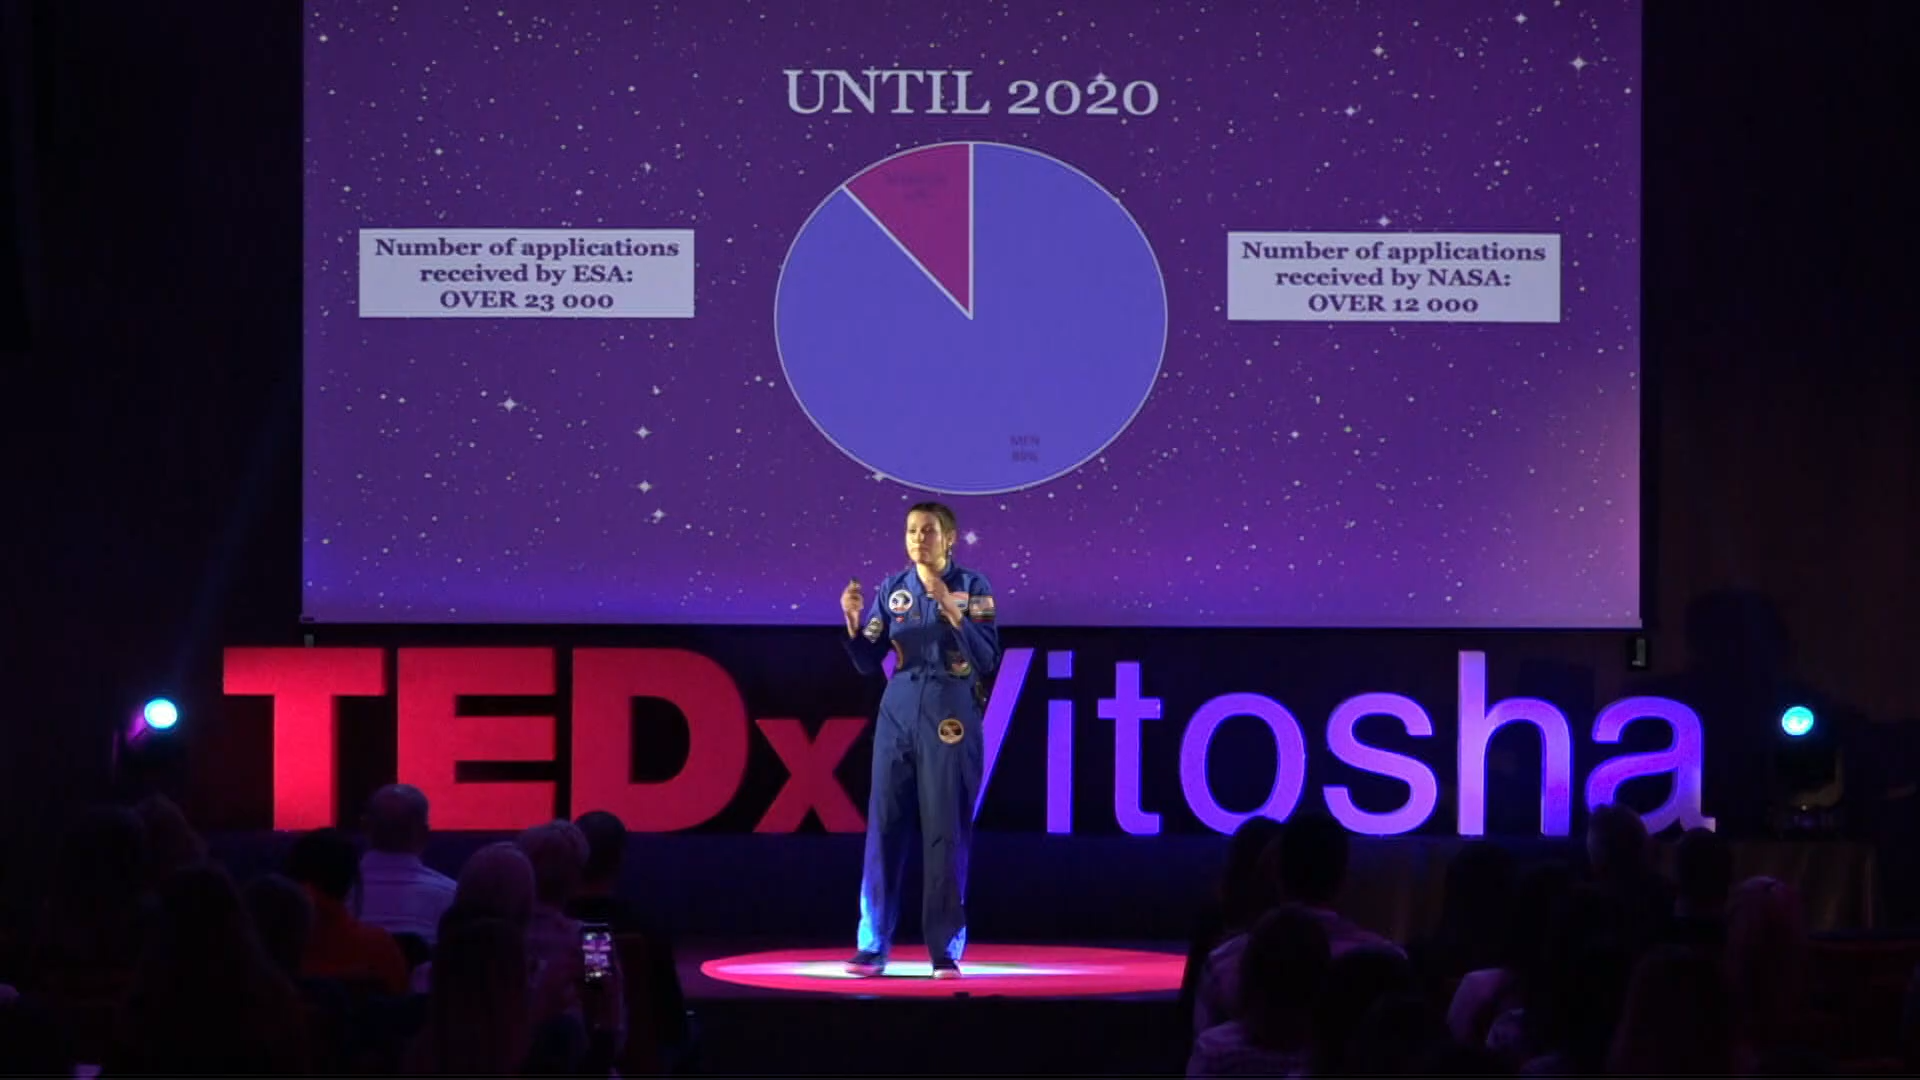 UNTIL 2020
Number of applications
received by ESA:
OVER 23 000
Number of applications
received by NASA:
OVER 12 000
MEN
TEDxVitosha